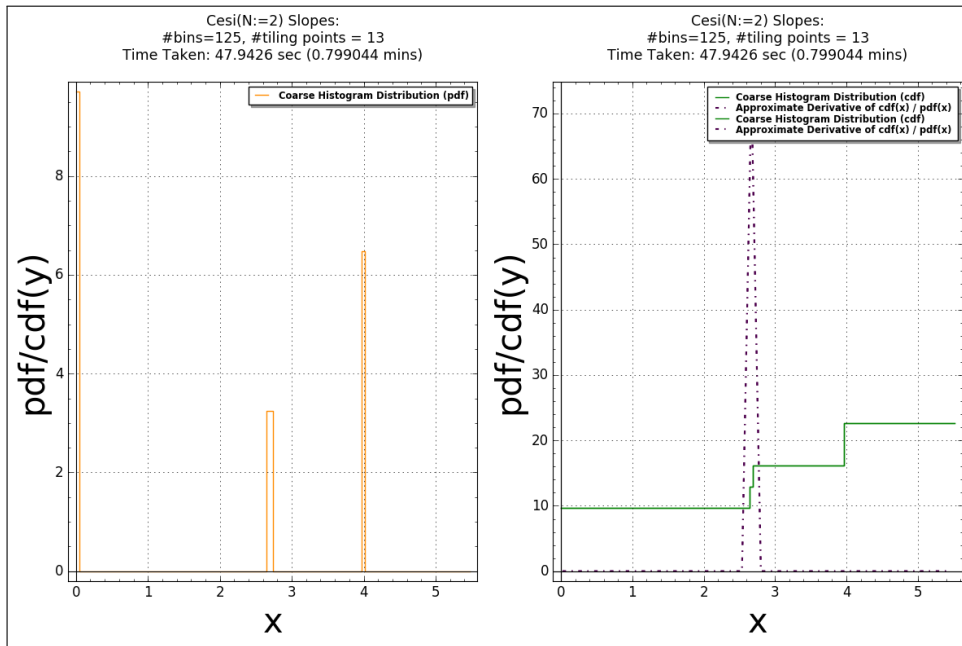 Cesi(N:=2) Slopes:
#bins=125, #tiling points = 13
Time Taken: 47.9426 sec (0.799044 mins)
Coarse Histogram Distribution (pdf)
8
6
4
2
0
pdf/cdf(y)
0 1 2 3 4 5
x
Cesi(N:=2) Slopes:
#bins=125, #tiling points = 13
Time Taken: 47.9426 sec (0.799044 mins)
Coarse Histogram Distribution (cdf)
Approximate Derivative of cdf(x) / pdf(x)
Coarse Histogram Distribution (cdf)
Approximate Derivative of cdf(x) / pdf(x)
70
60
50
40
30
20
10
0
pdf/cdf(y)
0 1 2 3 4 5
x